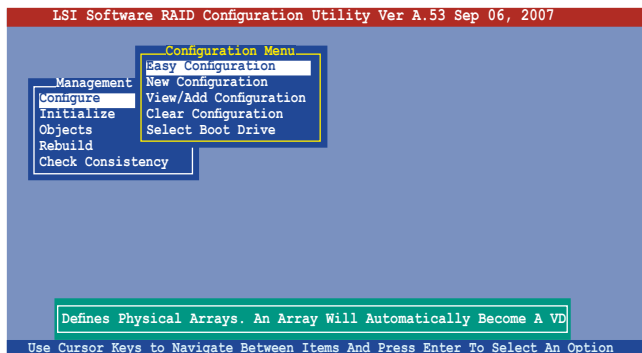 LSI Software RAID Configuration Utility Ver A.53 Sep 06, 2007
Configuration Menu
Easy Configuration
New Configuration
View/Add Configuration
Clear Configuration
Select Boot Drive
Management
Configure
Initialize
Objects
Rebuild
Check Consistency
Defines Physical Arrays. An Array Will Automatically Become A VD
Use Cursor Keys to Navigate Between Items And Press Enter To Select An Option